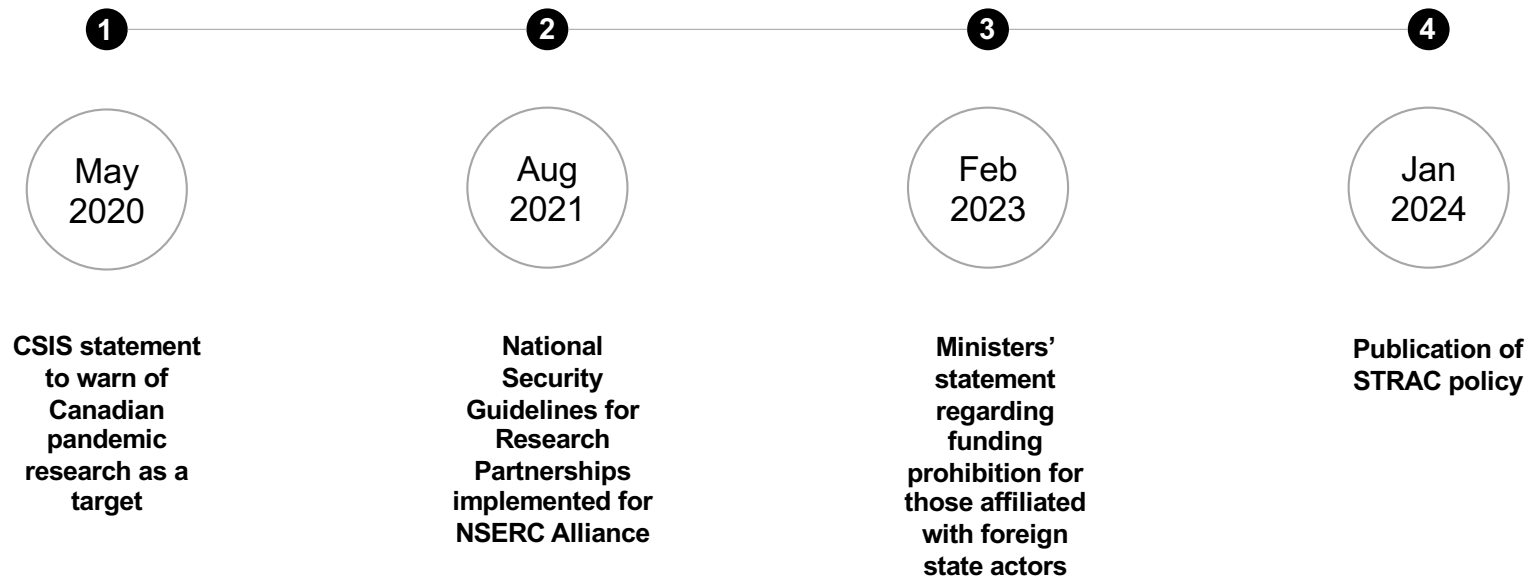 1
2
3
4
May
2020
Aug
2021
Feb
2023
Jan
2024
CSIS statement
to warn of
Canadian
pandemic
research as a
target
National
Security
Guidelines for
Research
Partnerships
implemented for
NSERC Alliance
Ministers’
statement
regarding
funding
prohibition for
those affiliated
with foreign
state actors
Publication of
STRAC policy